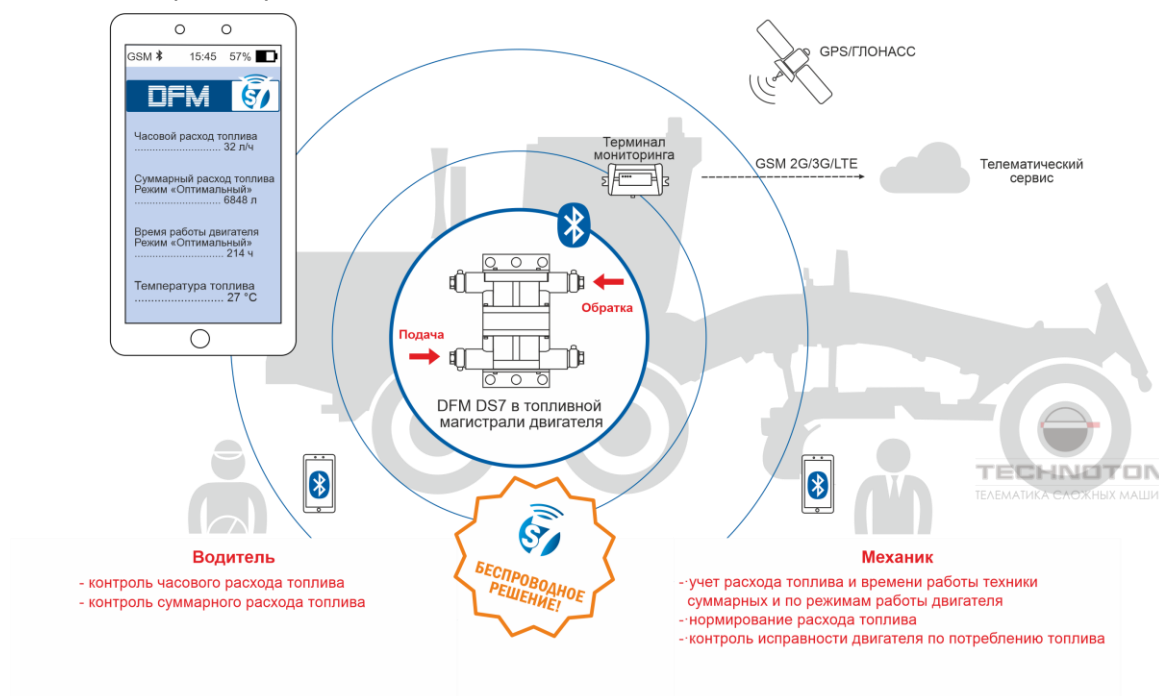 GSM 15:45 57%
DFM S7
Часовой расход топлива
........................ 32 л/ч
Суммарный расход топлива
Режим «Оптимальный»
........................ 6848 л
Время работы двигателя
Режим «Оптимальный»
.......................... 214 ч
Температура топлива
.......................... 27 °C
GPS/ГЛОНАСС
Терминал
мониторинга
GSM 2G/3G/LTE
Телематический
сервис
Обратка
Подача
DFM DS7 в топливной
магистрали двигателя
TECHNOTON
ТЕЛЕМАТИКА СЛОЖНЫХ МАШИ
S7
БЕСПРОВОДНОЕ
РЕШЕНИЕ!
Водитель
- контроль часового расхода топлива
- контроль суммарного расхода топлива
Механик
- учет расхода топлива и времени работы техники
суммарных и по режимам работы двигателя
- нормирование расхода топлива
- контроль исправности двигателя по потреблению топлива